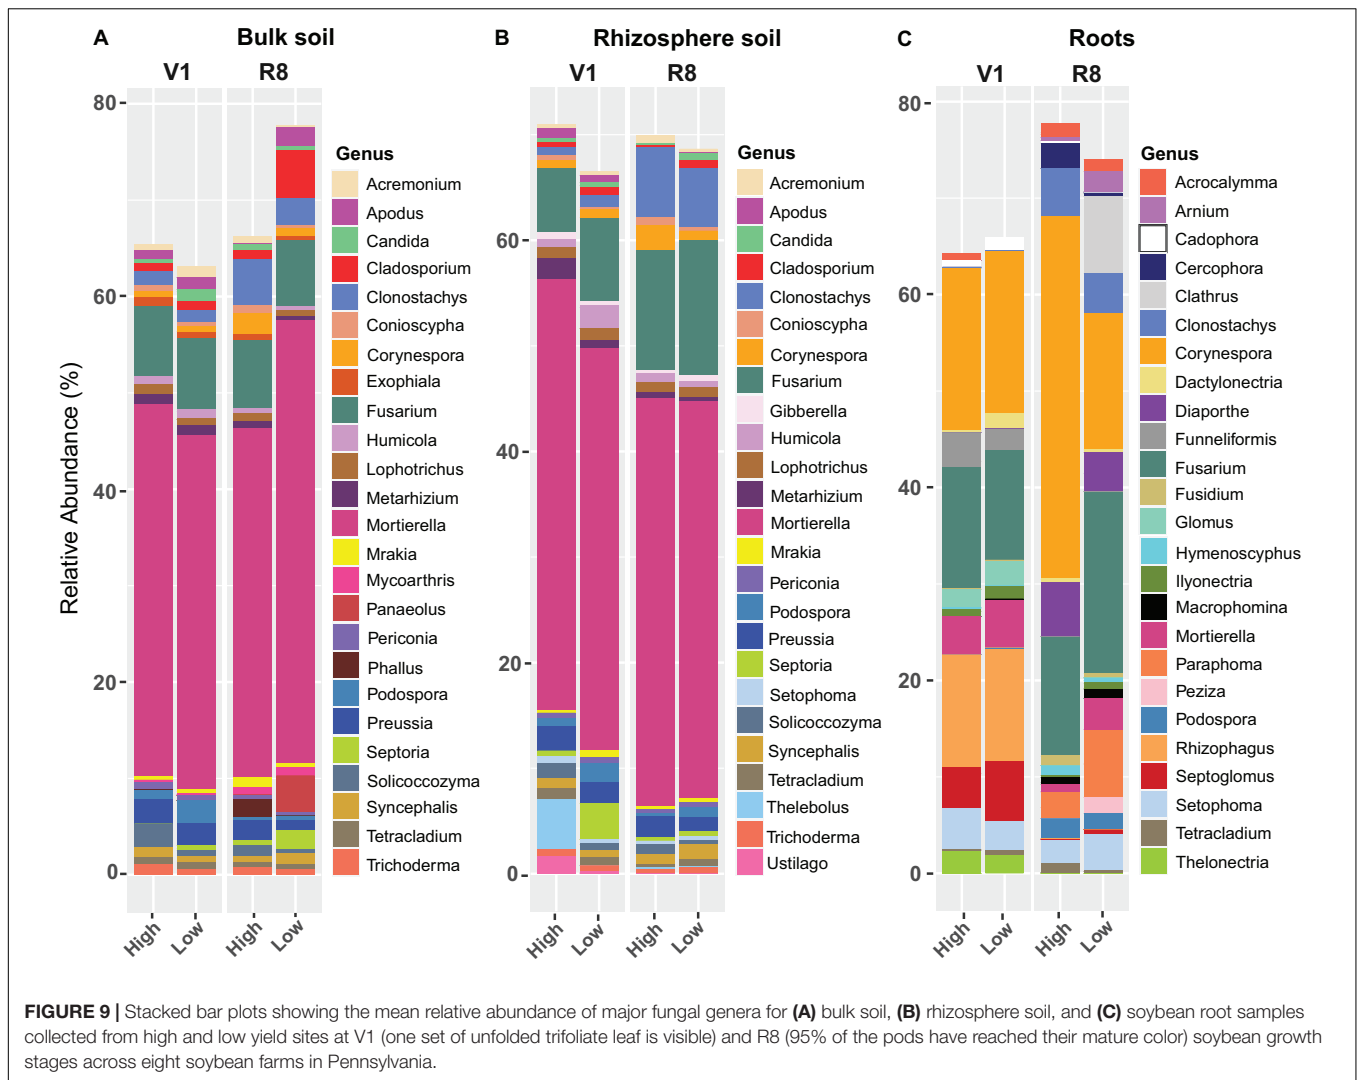 A Bulk soil
V1 R8
80
60
40
20
0
Relative Abundance (%)
High Low High Low
Genus
Acremonium
Apodus
Candida
Cladosporium
Clonostachys
Conioscypha
Corynespora
Exophiala
Fusarium
Humicola
Lophotrichus
Metarhizium
Mortierella
Mrakia
Mycoarthris
Panaeolus
Periconia
Phallus
Podospora
Preussia
Septoria
Solicoccozyma
Syncephalis
Tetracladium
Trichoderma
B Rhizosphere soil
V1 R8
60
40
20
0
High Low High Low
Genus
Acremonium
Apodus
Candida
Cladosporium
Clonostachys
Conioscypha
Corynespora
Fusarium
Gibberella
Humicola
Lophotrichus
Metarhizium
Mortierella
Mrakia
Periconia
Podospora
Preussia
Septoria
Setophoma
Solicoccozyma
Syncephalis
Tetracladium
Thelebolus
Trichoderma
Ustilago
C Roots
V1 R8
80
60
40
20
0
High Low High Low
Genus
Acrocalymma
Arnium
Cadophora
Cercophora
Clathrus
Clonostachys
Corynespora
Dactylonectria
Diaporthe
Funneliformis
Fusarium
Fusidium
Glomus
Hymenoscyphus
Ilyonectria
Macrophomina
Mortierella
Paraphoma
Peziza
Podospora
Rhizophagus
Septoglomus
Setophoma
Tetracladium
Thelonectria
FIGURE 9 | Stacked bar plots showing the mean relative abundance of major fungal genera for (A) bulk soil, (B) rhizosphere soil, and (C) soybean root samples
collected from high and low yield sites at V1 (one set of unfolded trifoliate leaf is visible) and R8 (95% of the pods have reached their mature color) soybean growth
stages across eight soybean farms in Pennsylvania.